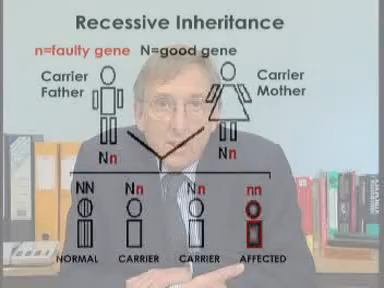 Recessive Inheritance
n=faulty gene N=good gene
Carrier
Father
Carrier
Mother
Nn
Nn
NN
Nn
Nn
nn
NORMAL
CARRIER
CARRIER
AFFECTED